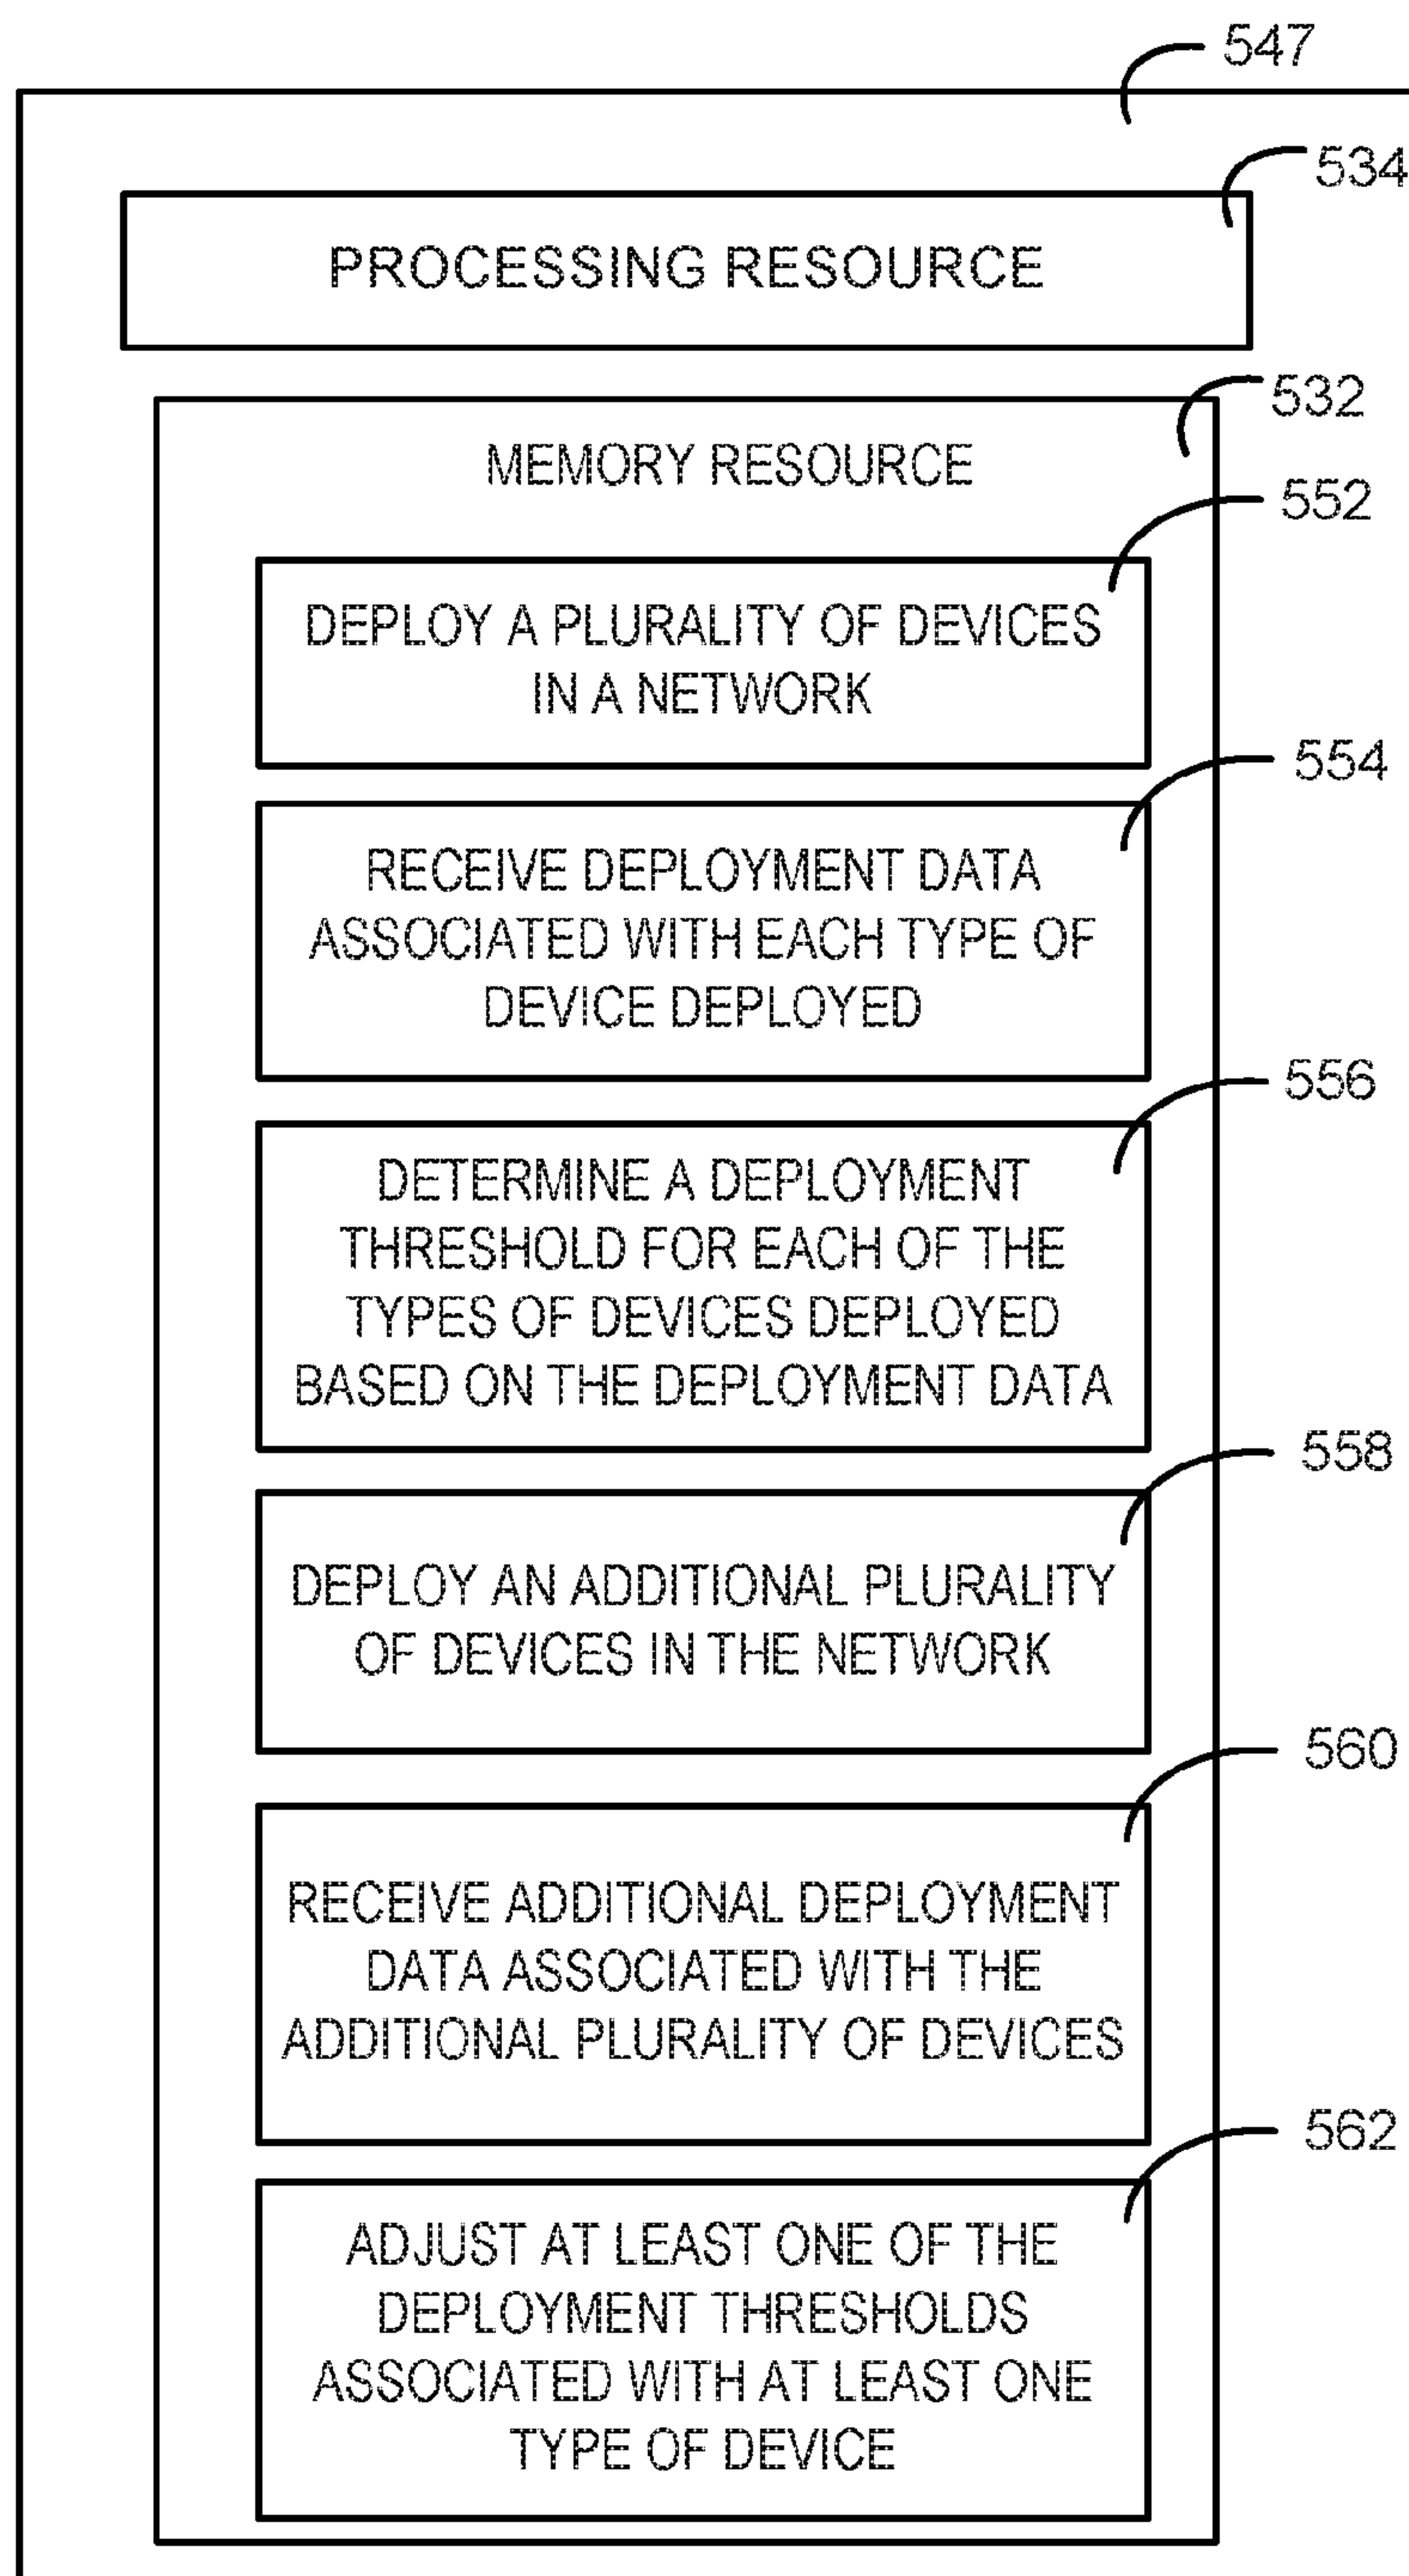 547
534
PROCESSING RESOURCE
532
MEMORY RESOURCE
552
DEPLOY A PLURALITY OF DEVICES
IN A NETWORK
554
RECEIVE DEPLOYMENT DATA
ASSOCIATED WITH EACH TYPE OF
DEVICE DEPLOYED
556
DETERMINE A DEPLOYMENT
THRESHOLD FOR EACH OF THE
TYPES OF DEVICES DEPLOYED
BASED ON THE DEPLOYMENT DATA
558
DEPLOY AN ADDITIONAL PLURALITY
OF DEVICES IN THE NETWORK
560
RECEIVE ADDITIONAL DEPLOYMENT
DATA ASSOCIATED WITH THE
ADDITIONAL PLURALITY OF DEVICES
562
ADJUST AT LEAST ONE OF THE
DEPLOYMENT THRESHOLDS
ASSOCIATED WITH AT LEAST ONE
TYPE OF DEVICE